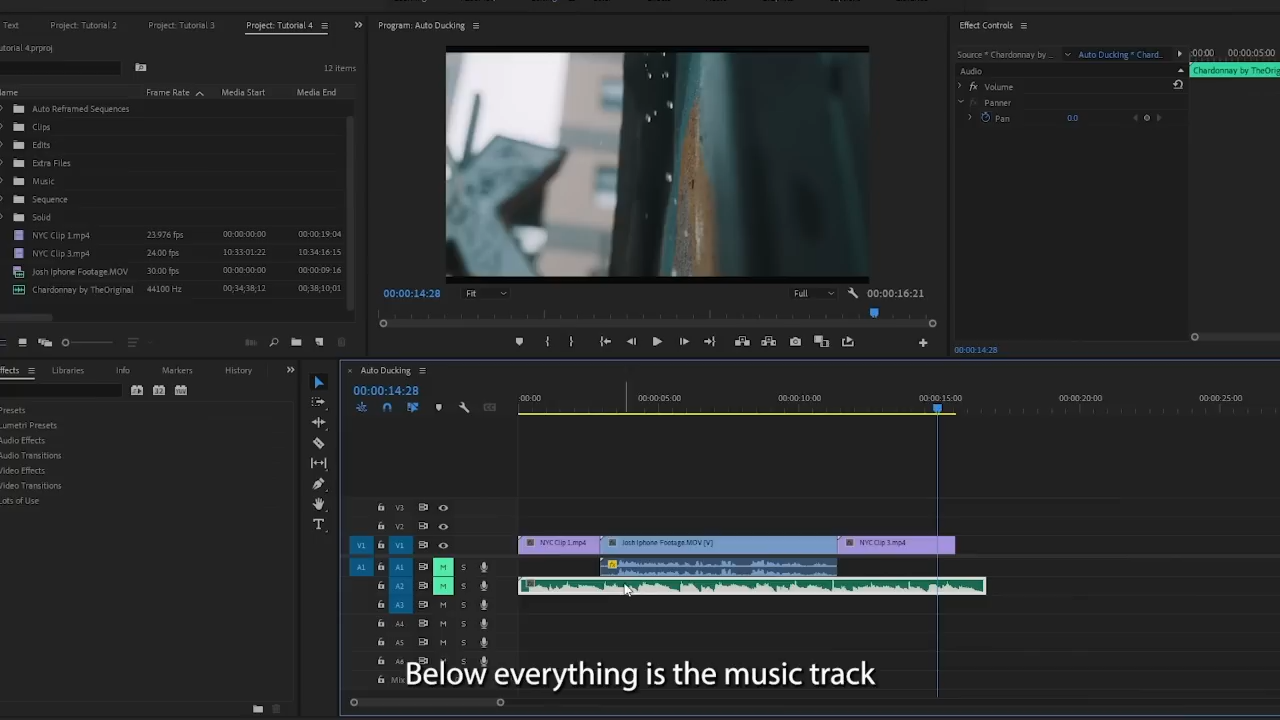 Text
Project: Tutorial 2
Project: Tutorial 3
Project: Tutorial 4
Program: Auto Ducking
Effect Controls
utorial 4.prproj
12 items
Source * Chardonnay by ...
Auto Ducking * Chard...
:00:00
00:00:05:00
Audio
Chardonnay by TheOrig
Name
Frame Rate
Media Start
Media End
fx Volume
Panner
Pan
0.0
Auto Reframed Sequences
Clips
Edits
Extra Files
Music
Sequence
Solid
NYC Clip 1.mp4
23.976 fps
00:00:00:00
00:00:19:04
NYC Clip 3.mp4
24.00 fps
10:33:01:22
10:34:16:15
Josh Iphone Footage.MOV
30.00 fps
00:00:00:00
00:00:09:16
Chardonnay by TheOriginal
44100 Hz
00;34;38;12
00;38;10;01
00:00:14:28
Fit
Full
00:00:16:21
00:00:14:28
ffects
Libraries
Info
Markers
History
Presets
Lumetri Presets
Audio Effects
Audio Transitions
Video Effects
Video Transitions
Lots of Use
Auto Ducking
00:00:14:28
:00:00
00:00:05:00
00:00:10:00
00:00:15:00
00:00:20:00
00:00:25:00
V3
V2
V1
V1
NYC Clip 1.mp4
Josh Iphone Footage.MOV [V]
NYC Clip 3.mp4
A1
A1
M
S
fx
A2
M
S
A3
M
S
A4
M
S
A5
M
S
A6
Mix
Below everything is the music track